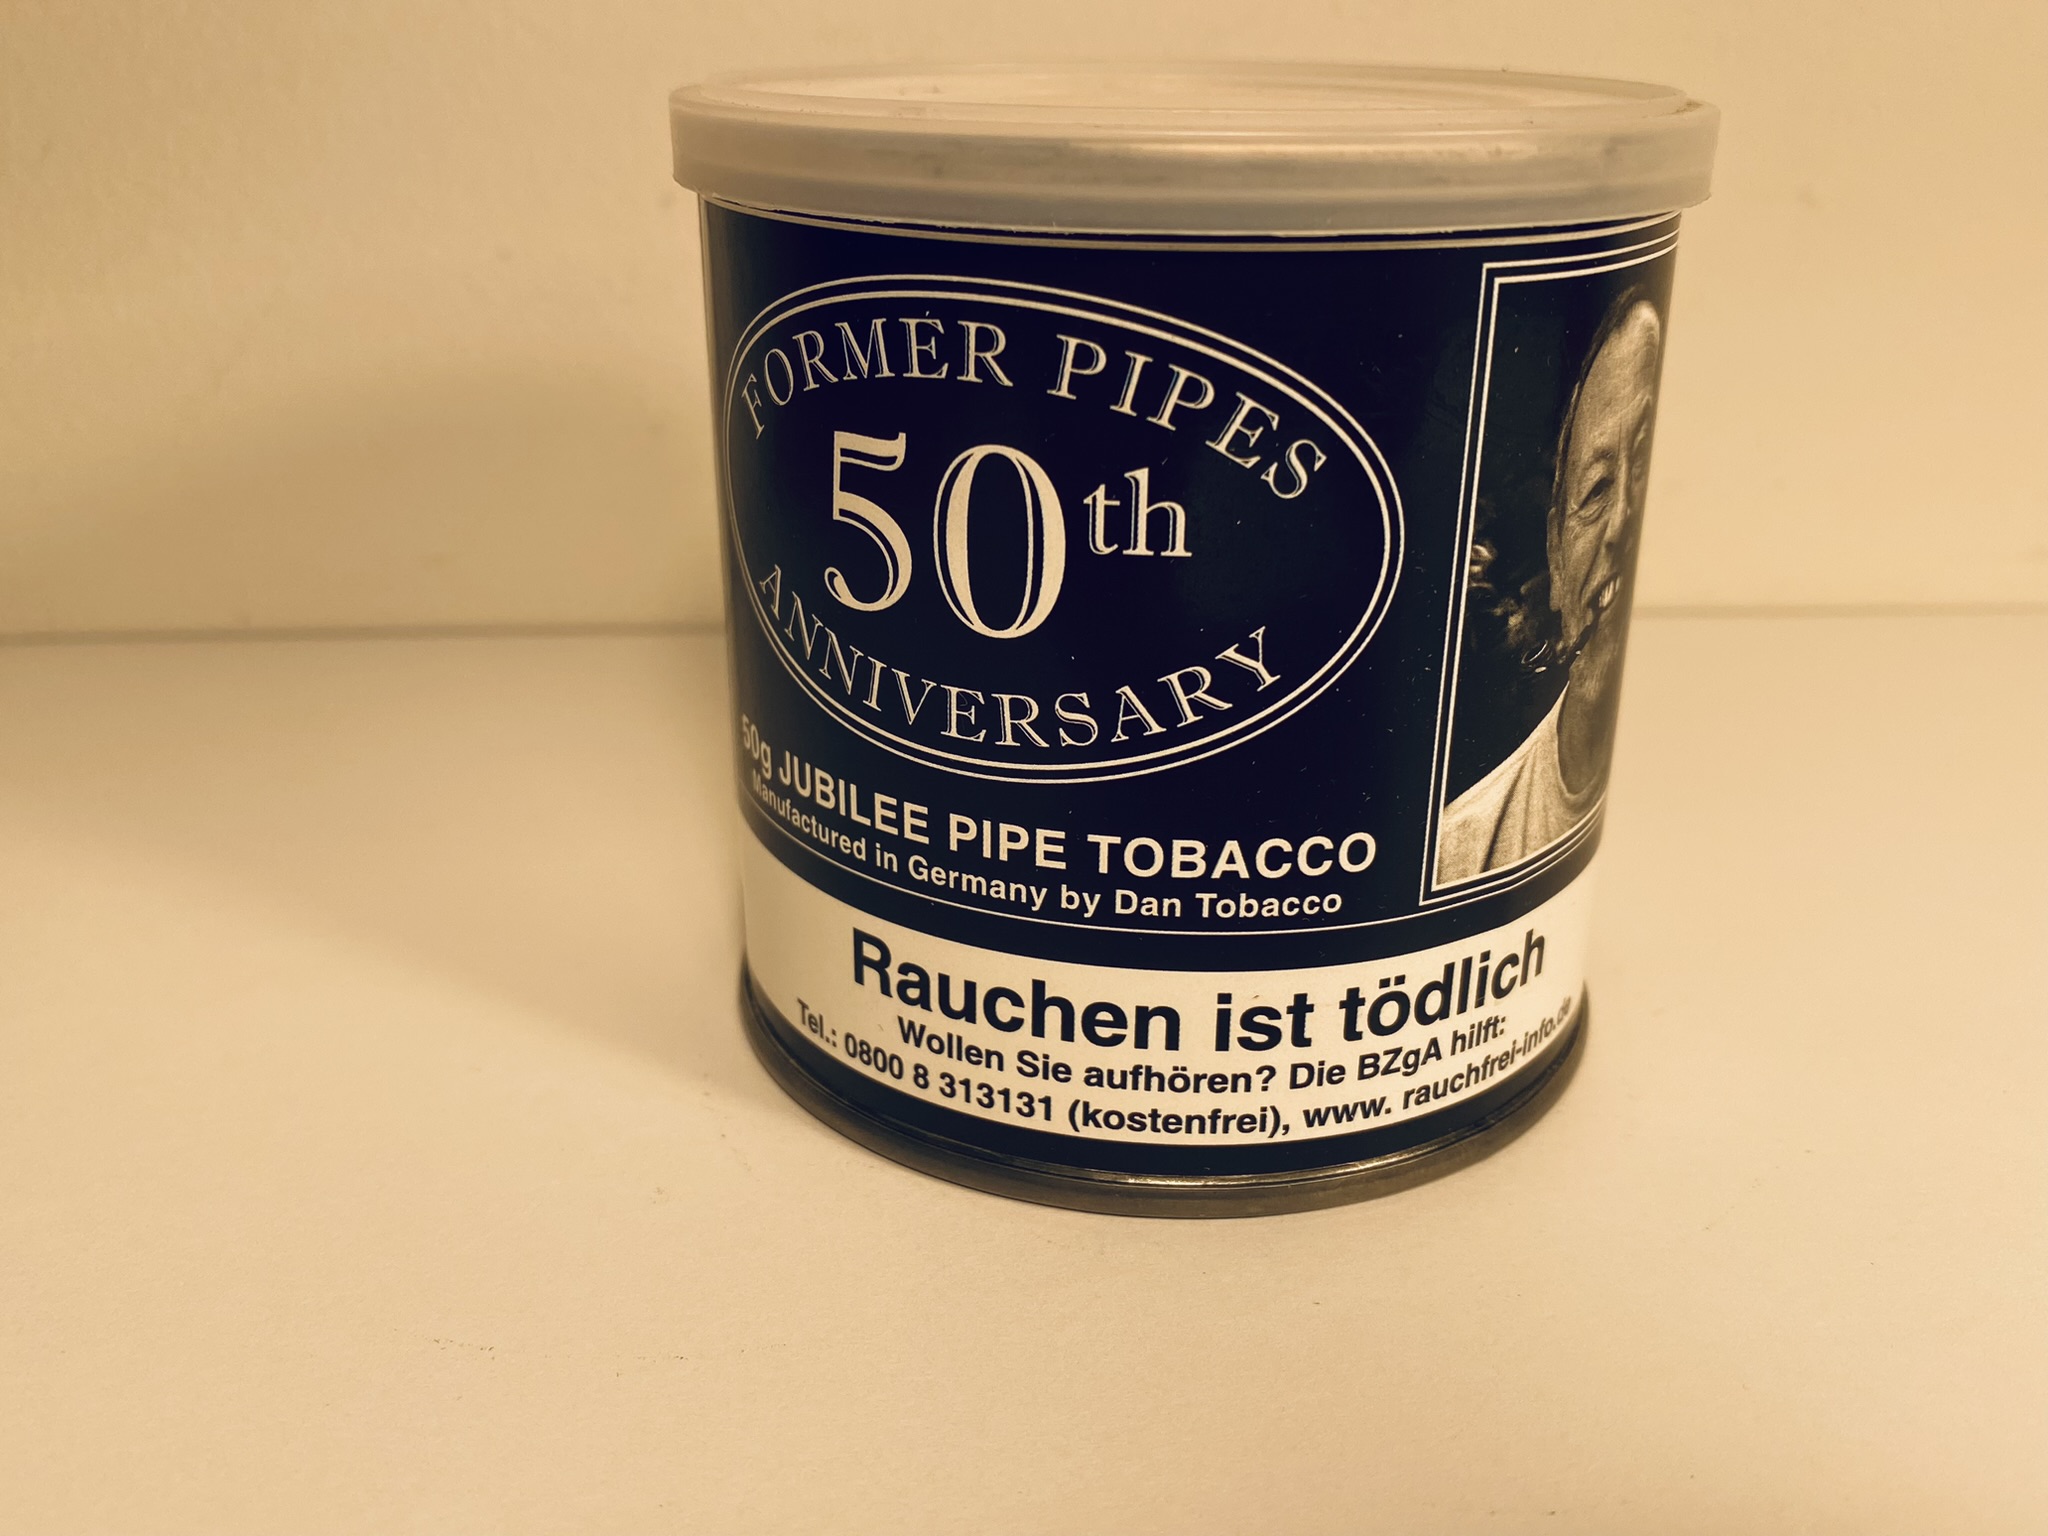 FORMER PIPES
50th
ANNIVERSARY
50g JUBILEE PIPE TOBACCO
Manufactured in Germany by Dan Tobacco
Rauchen ist tödlich
Wollen Sie aufhören? Die BZgA hilft:
Tel.: 0800 8 313131 (kostenfrei), www. rauchfrei-info.de